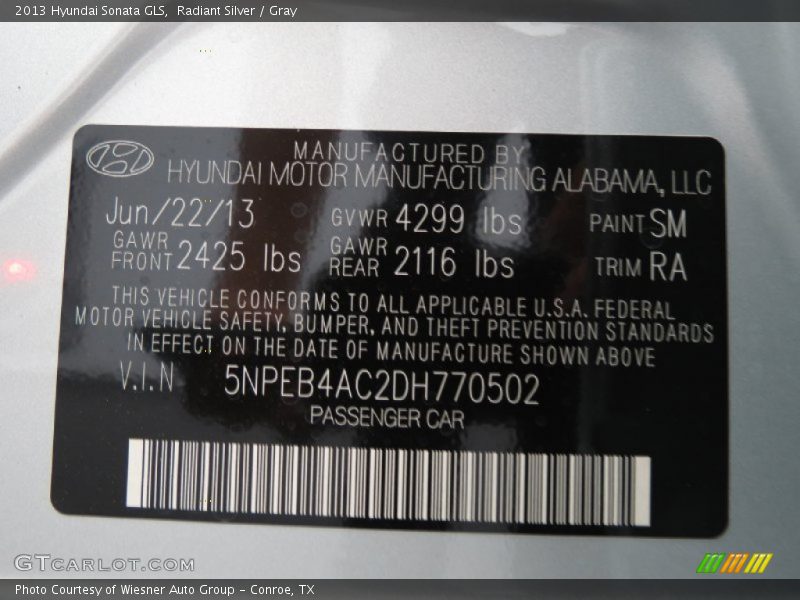 2013 Hyundai Sonata GLS, Radiant Silver / Gray
MANUFACTURED BY
HYUNDAI MOTOR MANUFACTURING ALABAMA, LLC
Jun/22/13 GVWR 4299 lbs PAINT SM
GAWR FRONT 2425 lbs GAWR REAR 2116 lbs TRIM RA
THIS VEHICLE CONFORMS TO ALL APPLICABLE U.S.A. FEDERAL
MOTOR VEHICLE SAFETY, BUMPER, AND THEFT PREVENTION STANDARDS
IN EFFECT ON THE DATE OF MANUFACTURE SHOWN ABOVE
V.I.N 5NPEB4AC2DH770502
PASSENGER CAR
GTCARLOT.COM
Photo Courtesy of Wiesner Auto Group - Conroe, TX